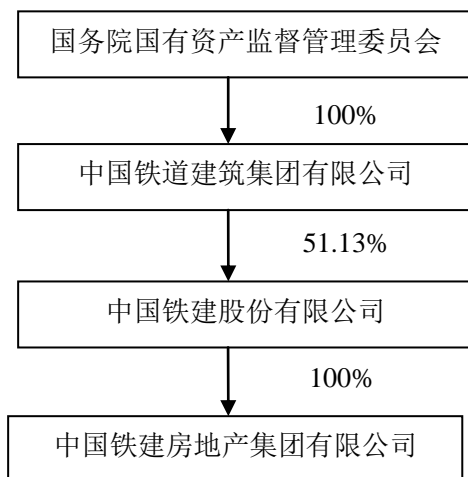 国务院国有资产监督管理委员会
100%
中国铁道建筑集团有限公司
51.13%
中国铁建股份有限公司
100%
中国铁建房地产集团有限公司